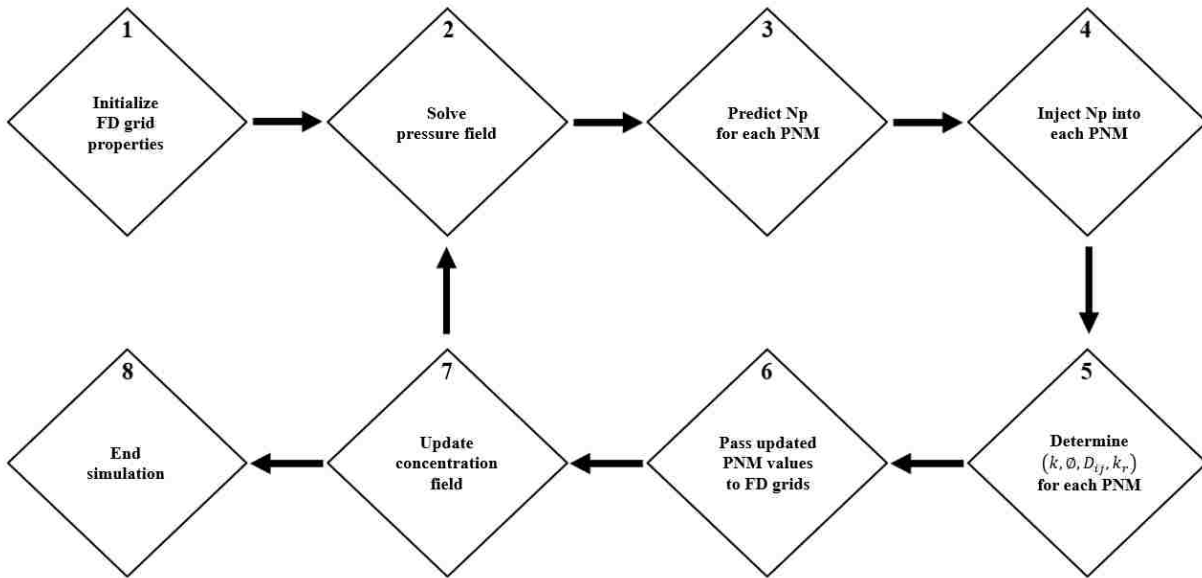 1
Initialize
FD grid
properties
2
Solve
pressure field
3
Predict Np
for each PNM
4
Inject Np into
each PNM
5
Determine
(k, ∅, D_{ij}, k_r)
for each PNM
6
Pass updated
PNM values
to FD grids
7
Update
concentration
field
8
End
simulation